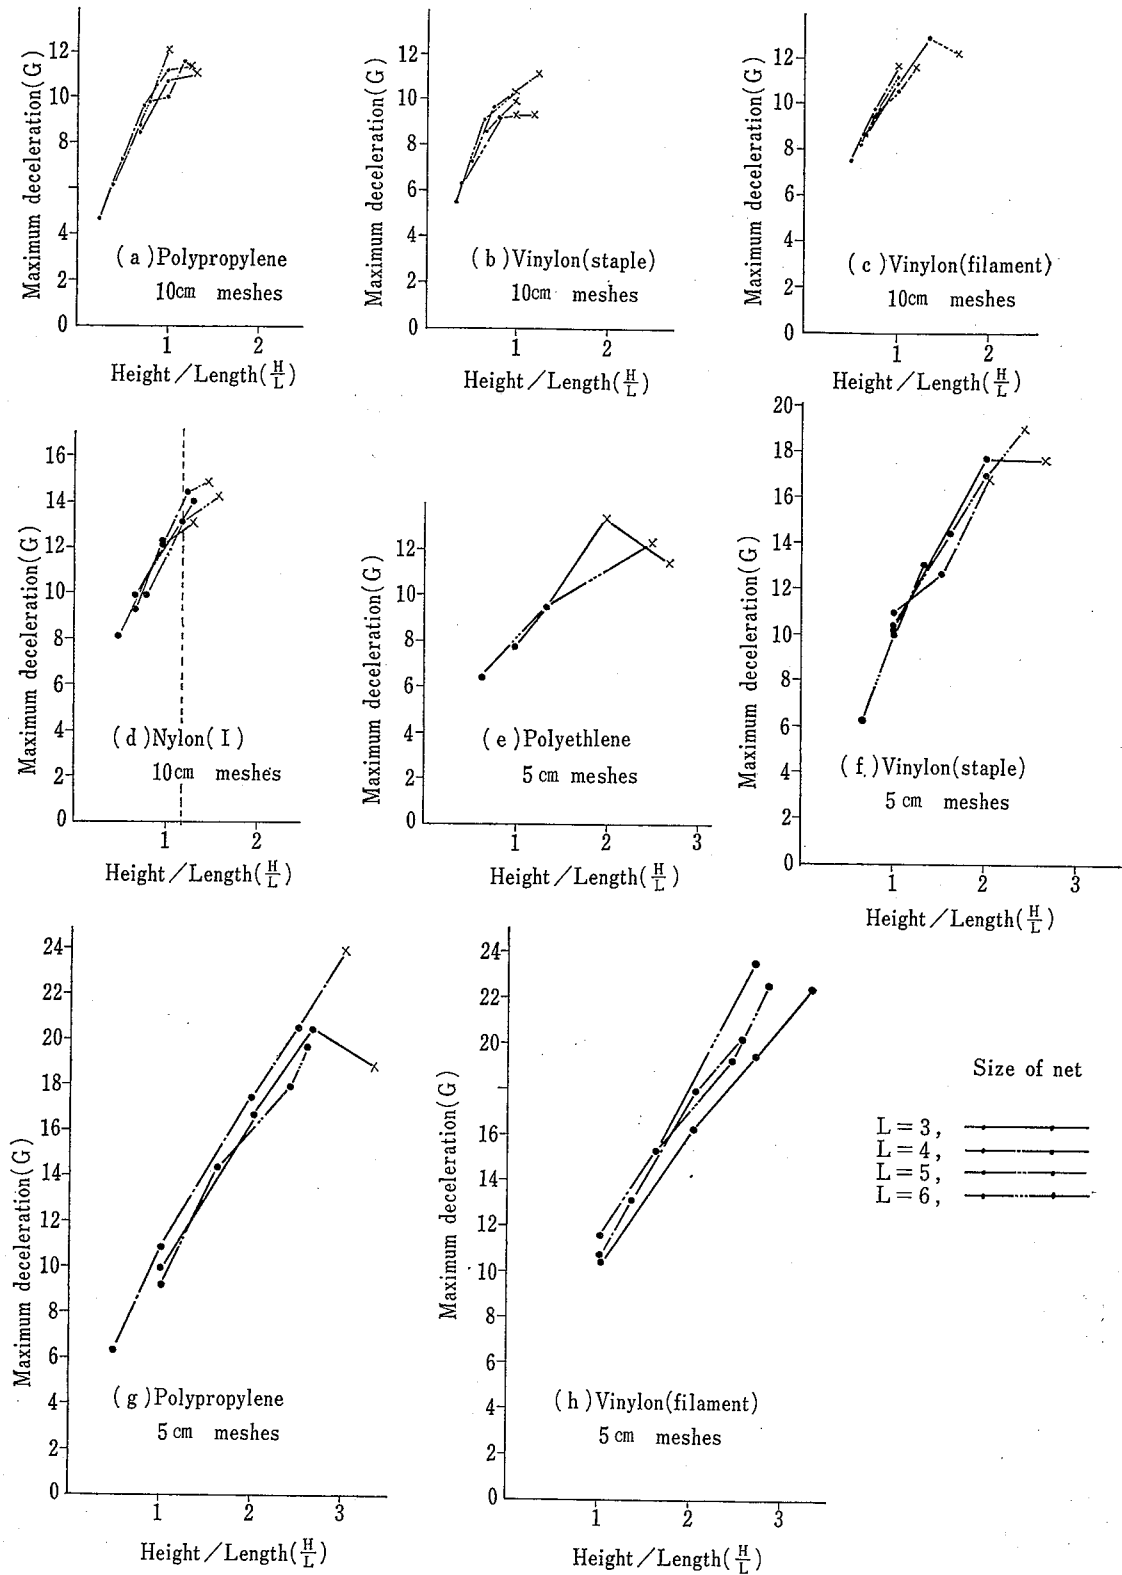 Maximum deceleration(G)
12
10
8
4
2
0
1
2
Height/Length(H/L)
(a)Polypropylene
10cm meshes
Maximum deceleration(G)
12
10
8
6
4
2
0
1
2
Height/Length(H/L)
(b)Vinylon(staple)
10cm meshes
Maximum deceleration(G)
12
10
8
6
4
2
0
1
2
Height/Length(H/L)
(c)Vinylon(filament)
10cm meshes
Maximum deceleration(G)
16
14
12
10
8
6
4
2
0
1
2
Height/Length(H/L)
(d)Nylon(I)
10cm meshes
Maximum deceleration(G)
12
10
8
6
4
2
0
1
2
3
Height/Length(H/L)
(e)Polyethlene
5cm meshes
Maximum deceleration(G)
20
18
16
14
12
10
8
6
4
2
0
1
2
3
Height/Length(H/L)
(f.)Vinylon(staple)
5cm meshes
Maximum deceleration(G)
24
22
20
18
16
14
12
10
8
6
4
2
0
1
2
3
Height/Length(H/L)
(g)Polypropylene
5cm meshes
Maximum deceleration(G)
24
22
20
16
14
12
10
8
6
4
2
0
1
2
3
Height/Length(H/L)
(h)Vinylon(filament)
5cm meshes
Size of net
L=3,
L=4,
L=5,
L=6,